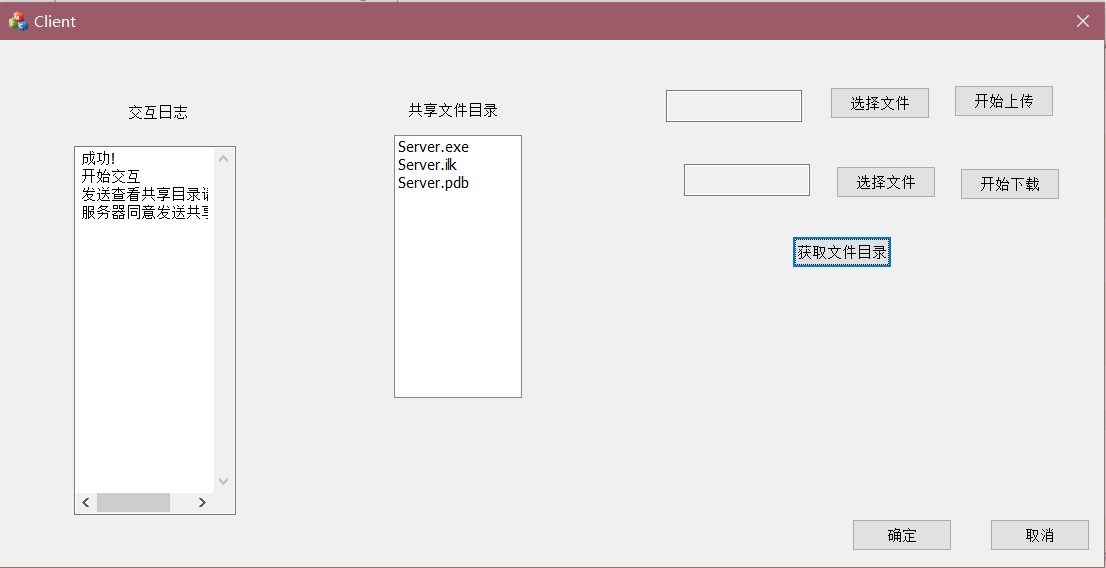 Client
交互日志
成功!
开始交互
发送查看共享目录
服务器同意发送共
共享文件目录
Server.exe
Server.ilk
Server.pdb
选择文件
开始上传
选择文件
开始下载
获取文件目录
确定
取消